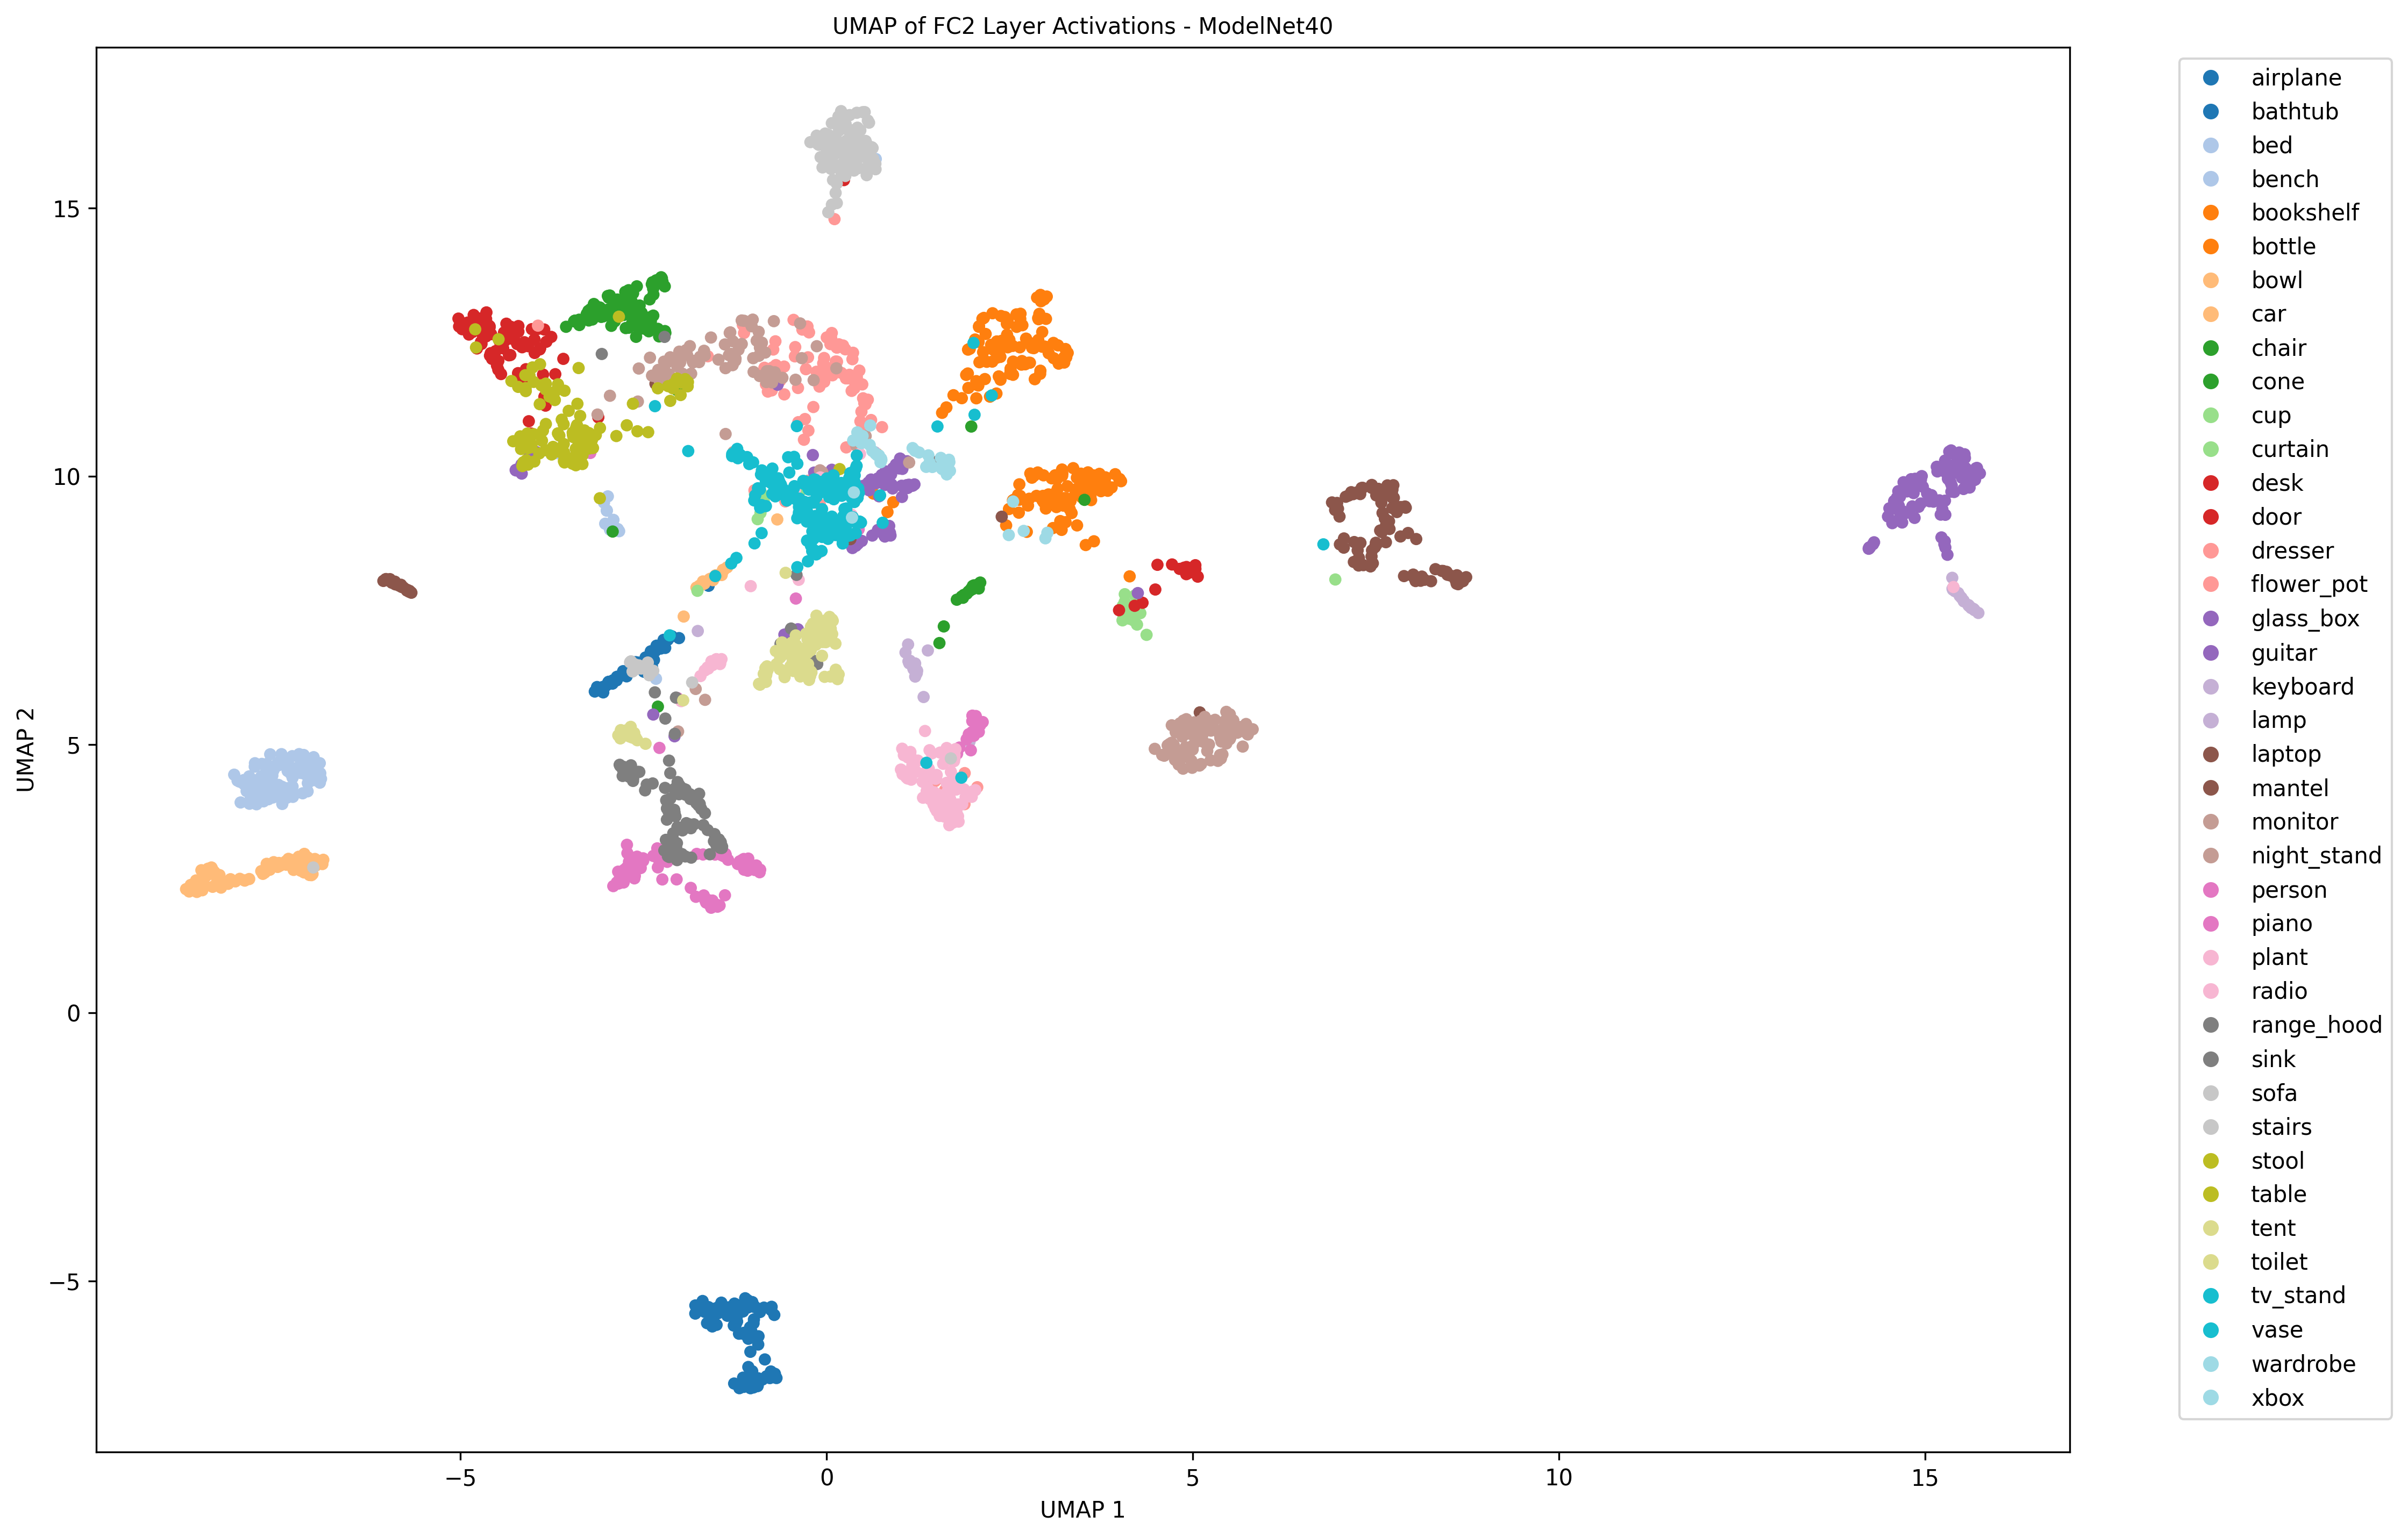 UMAP of FC2 Layer Activations - ModelNet40
15
10
5
0
−5
UMAP 2
−5
0
5
10
15
UMAP 1
airplane
bathtub
bed
bench
bookshelf
bottle
bowl
car
chair
cone
cup
curtain
desk
door
dresser
flower_pot
glass_box
guitar
keyboard
lamp
laptop
mantel
monitor
night_stand
person
piano
plant
radio
range_hood
sink
sofa
stairs
stool
table
tent
toilet
tv_stand
vase
wardrobe
xbox